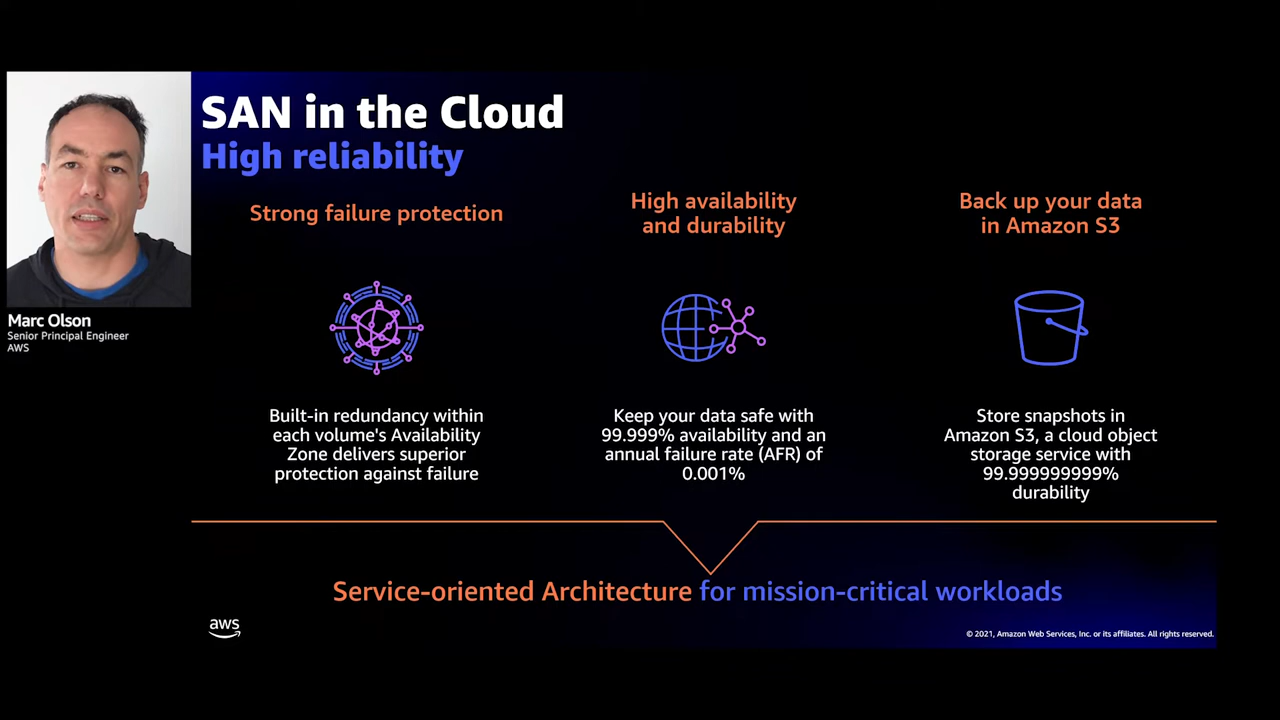 SAN in the Cloud
High reliability
Marc Olson
Senior Principal Engineer
AWS
Strong failure protection
Built-in redundancy within
each volume's Availability
Zone delivers superior
protection against failure
High availability
and durability
Keep your data safe with
99.999% availability and an
annual failure rate (AFR) of
0.001%
Back up your data
in Amazon S3
Store snapshots in
Amazon S3, a cloud object
storage service with
99.999999999%
durability
Service-oriented Architecture for mission-critical workloads
aws
© 2021, Amazon Web Services, Inc. or its affiliates. All rights reserved.